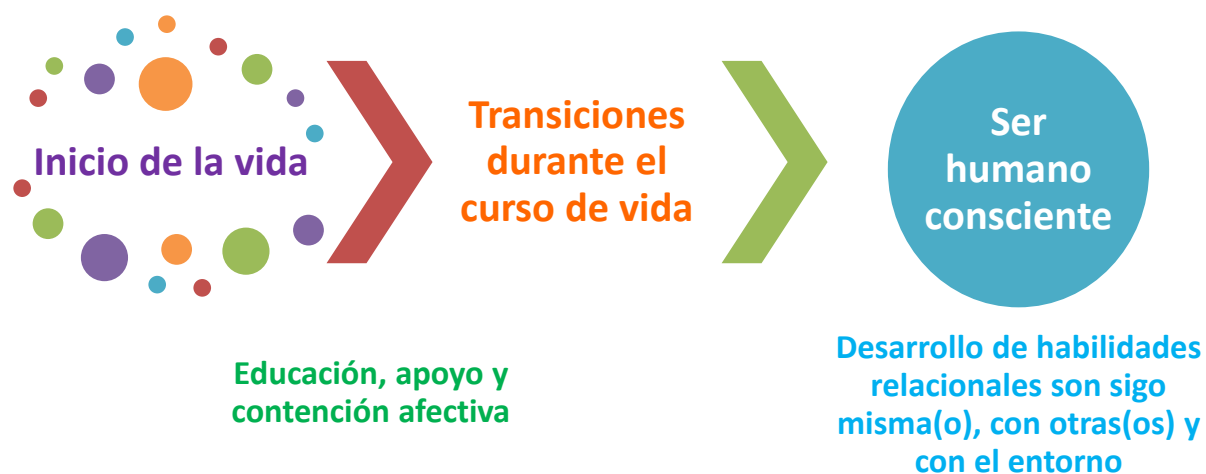 Inicio de la vida
Transiciones
durante el
curso de vida
Ser
humano
consciente
Educación, apoyo y
contención afectiva
Desarrollo de habilidades
relacionales son sigo
misma(o), con otras(os) y
con el entorno